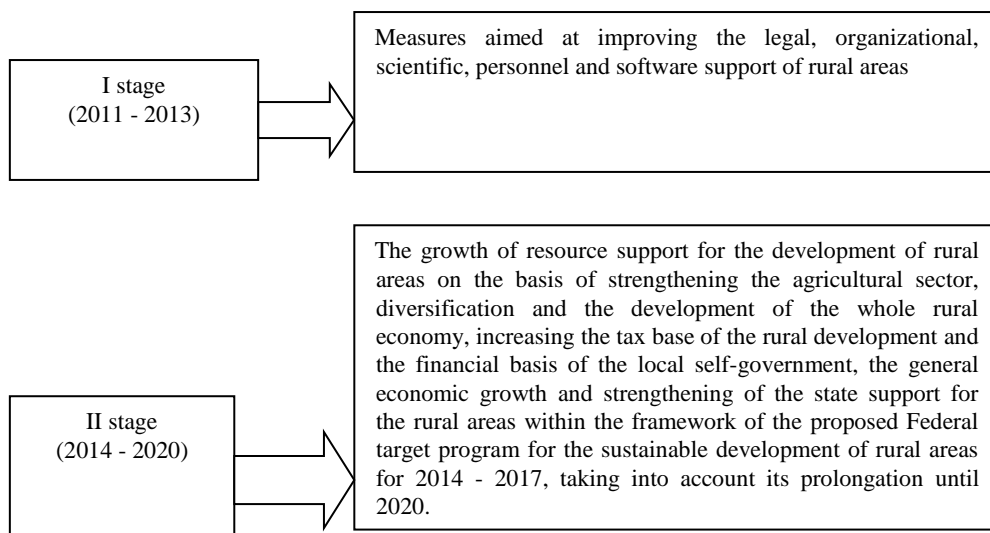 I stage
(2011 - 2013)
Measures aimed at improving the legal, organizational,
scientific, personnel and software support of rural areas
II stage
(2014 - 2020)
The growth of resource support for the development of rural
areas on the basis of strengthening the agricultural sector,
diversification and the development of the whole rural
economy, increasing the tax base of the rural development and
the financial basis of the local self-government, the general
economic growth and strengthening of the state support for
the rural areas within the framework of the proposed Federal
target program for the sustainable development of rural areas
for 2014 - 2017, taking into account its prolongation until
2020.